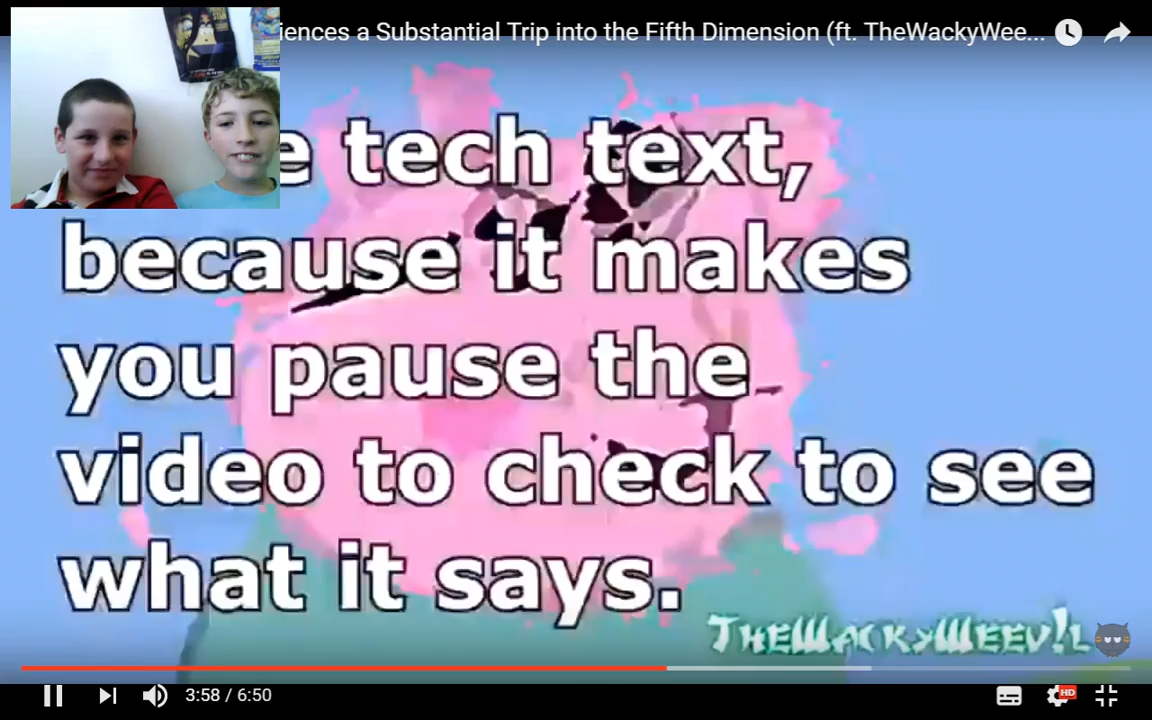 iences a Substantial Trip into the Fifth Dimension (ft. TheWackyWee...
e tech text,
because it makes
you pause the
video to check to see
what it says.
TheWackyWeev!l
3:58 / 6:50
HD